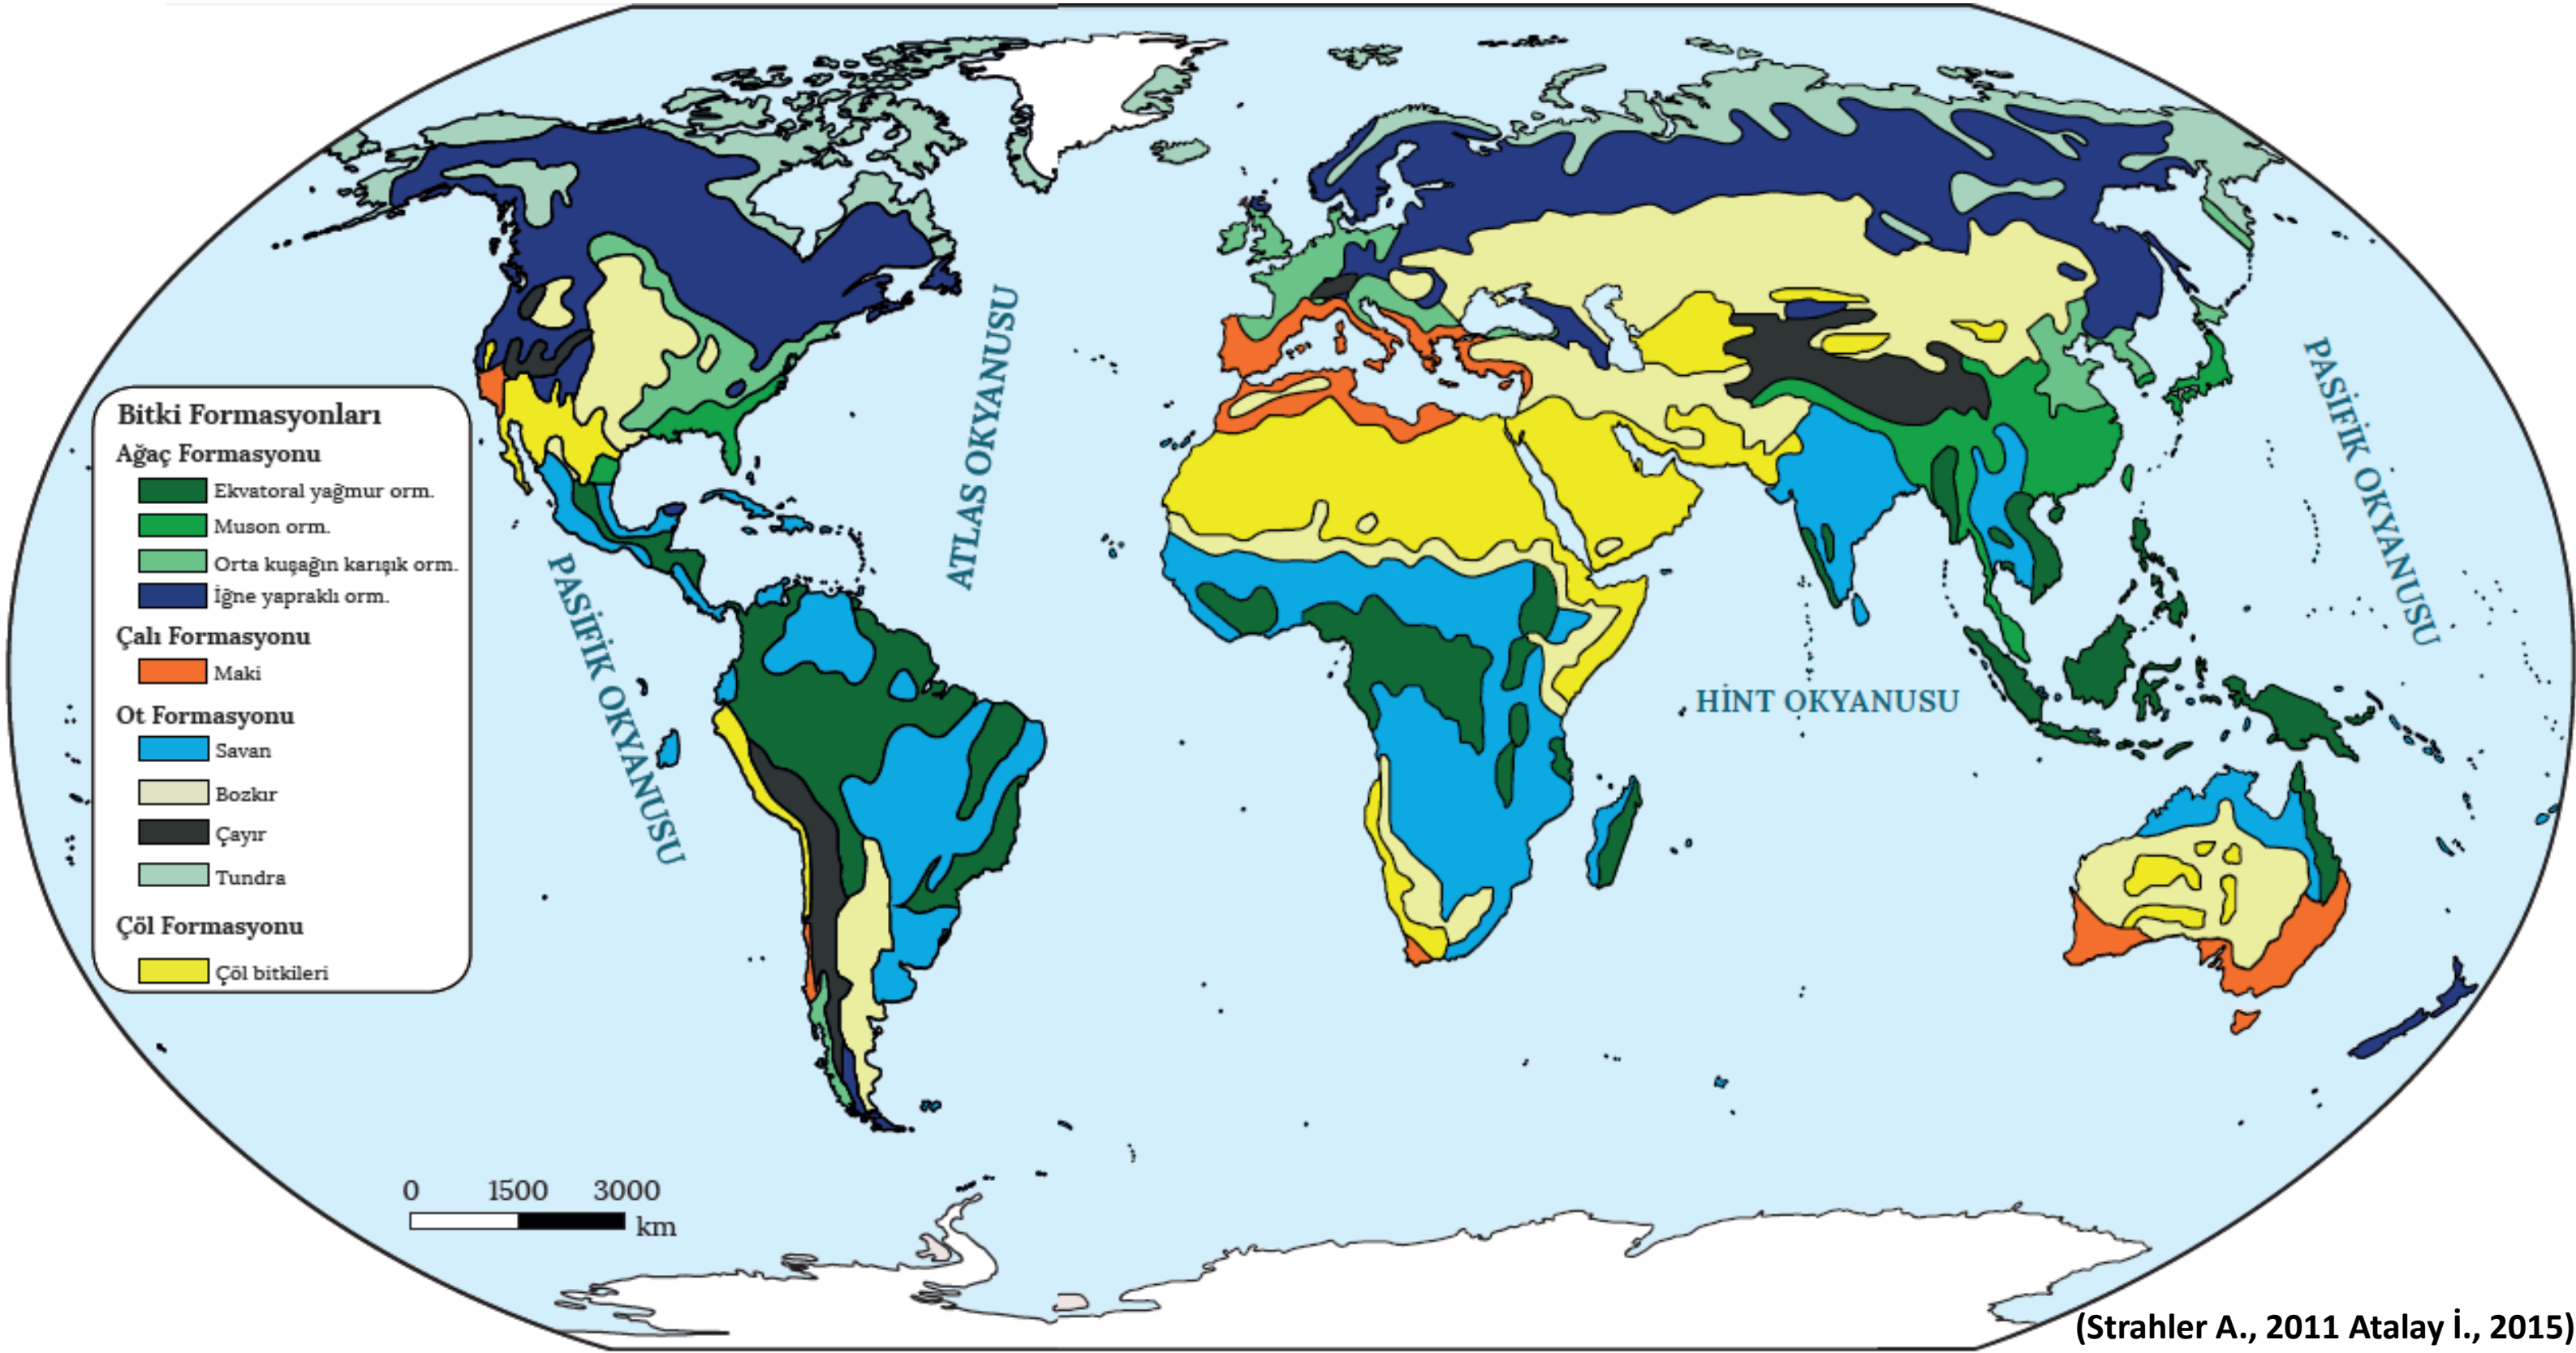 Bitki Formasyonları
Ağaç Formasyonu
Ekvatoral yağmur orm.
Muson orm.
Orta kuşağın karışık orm.
İğne yapraklı orm.
Çalı Formasyonu
Maki
Ot Formasyonu
Savan
Bozkır
Çayır
Tundra
Çöl Formasyonu
Çöl bitkileri
PASİFİK OKYANUSU
ATLAS OKYANUSU
HİNT OKYANUSU
PASİFİK OKYANUSU
0 1500 3000
km
(Strahler A., 2011 Atalay İ., 2015)